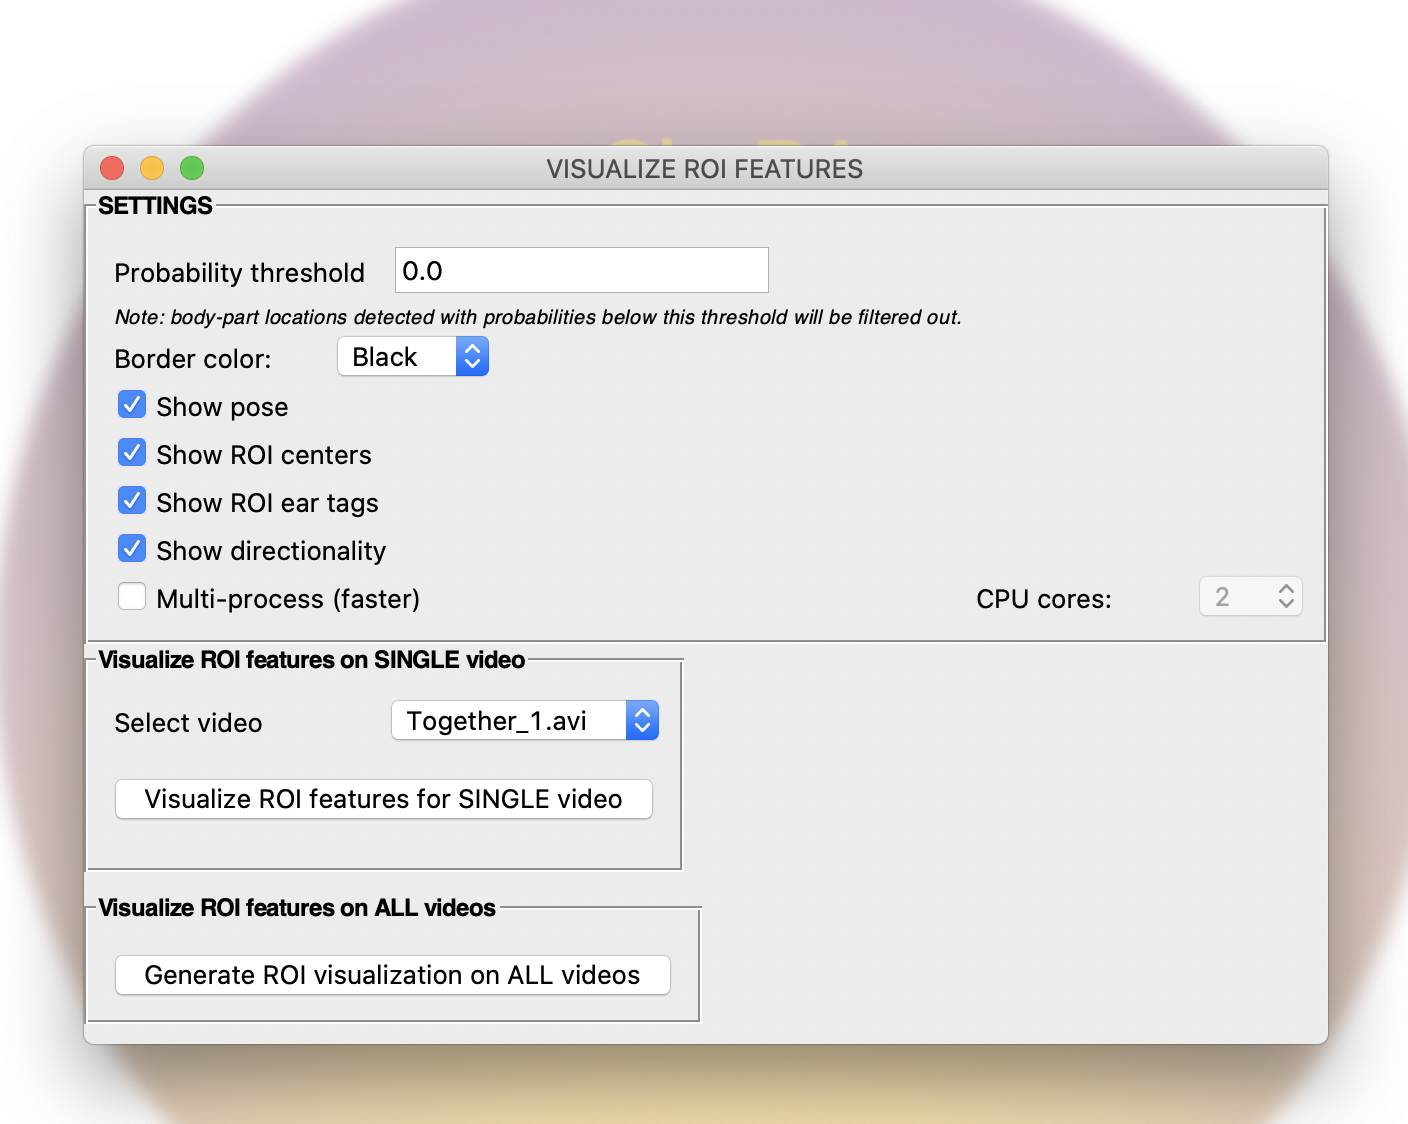 VISUALIZE ROI FEATURES
SETTINGS
Probability threshold 0.0
Note: body-part locations detected with probabilities below this threshold will be filtered out.
Border color: Black
Show pose
Show ROI centers
Show ROI ear tags
Show directionality
Multi-process (faster) CPU cores: 2
Visualize ROI features on SINGLE video
Select video Together_1.avi
Visualize ROI features for SINGLE video
Visualize ROI features on ALL videos
Generate ROI visualization on ALL videos